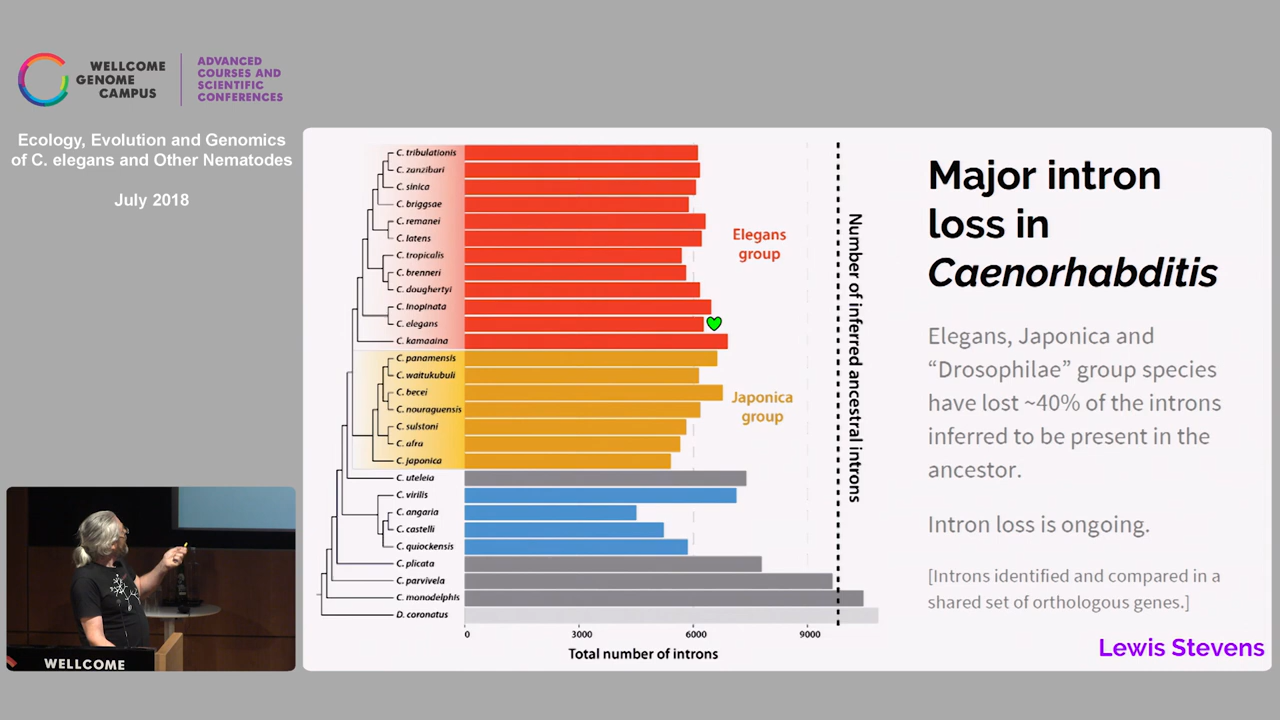 WELLCOME
GENOME
CAMPUS
ADVANCED
COURSES AND
SCIENTIFIC
CONFERENCES
Ecology, Evolution and Genomics
of C. elegans and Other Nematodes
July 2018
C. tribulationis
C. zanzibari
C. sinica
C. briggsae
C. remanei
C. latens
C. tropicalis
C. brenneri
C. doughertyi
C. inopinata
C. elegans
C. kamaaina
C. panamensis
C. waitukubuli
C. becei
C. nouraguensis
C. sulstoni
C. afra
C. japonica
C. uteleia
C. virilis
C. angaria
C. castelli
C. quiockensis
C. plicata
C. parvivela
C. monodelphis
D. coronatus
Elegans
group
Japonica
group
Number of inferred ancestral introns
0 3000 6000 9000
Total number of introns
Major intron
loss in
Caenorhabditis
Elegans, Japonica and
“Drosophilae” group species
have lost ~40% of the introns
inferred to be present in the
ancestor.
Intron loss is ongoing.
[Introns identified and compared in a
shared set of orthologous genes.]
Lewis Stevens
WELLCOME